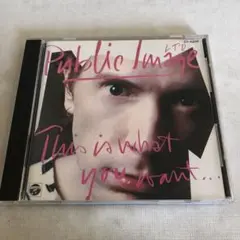 Public Image
LTD
This is what
you want...